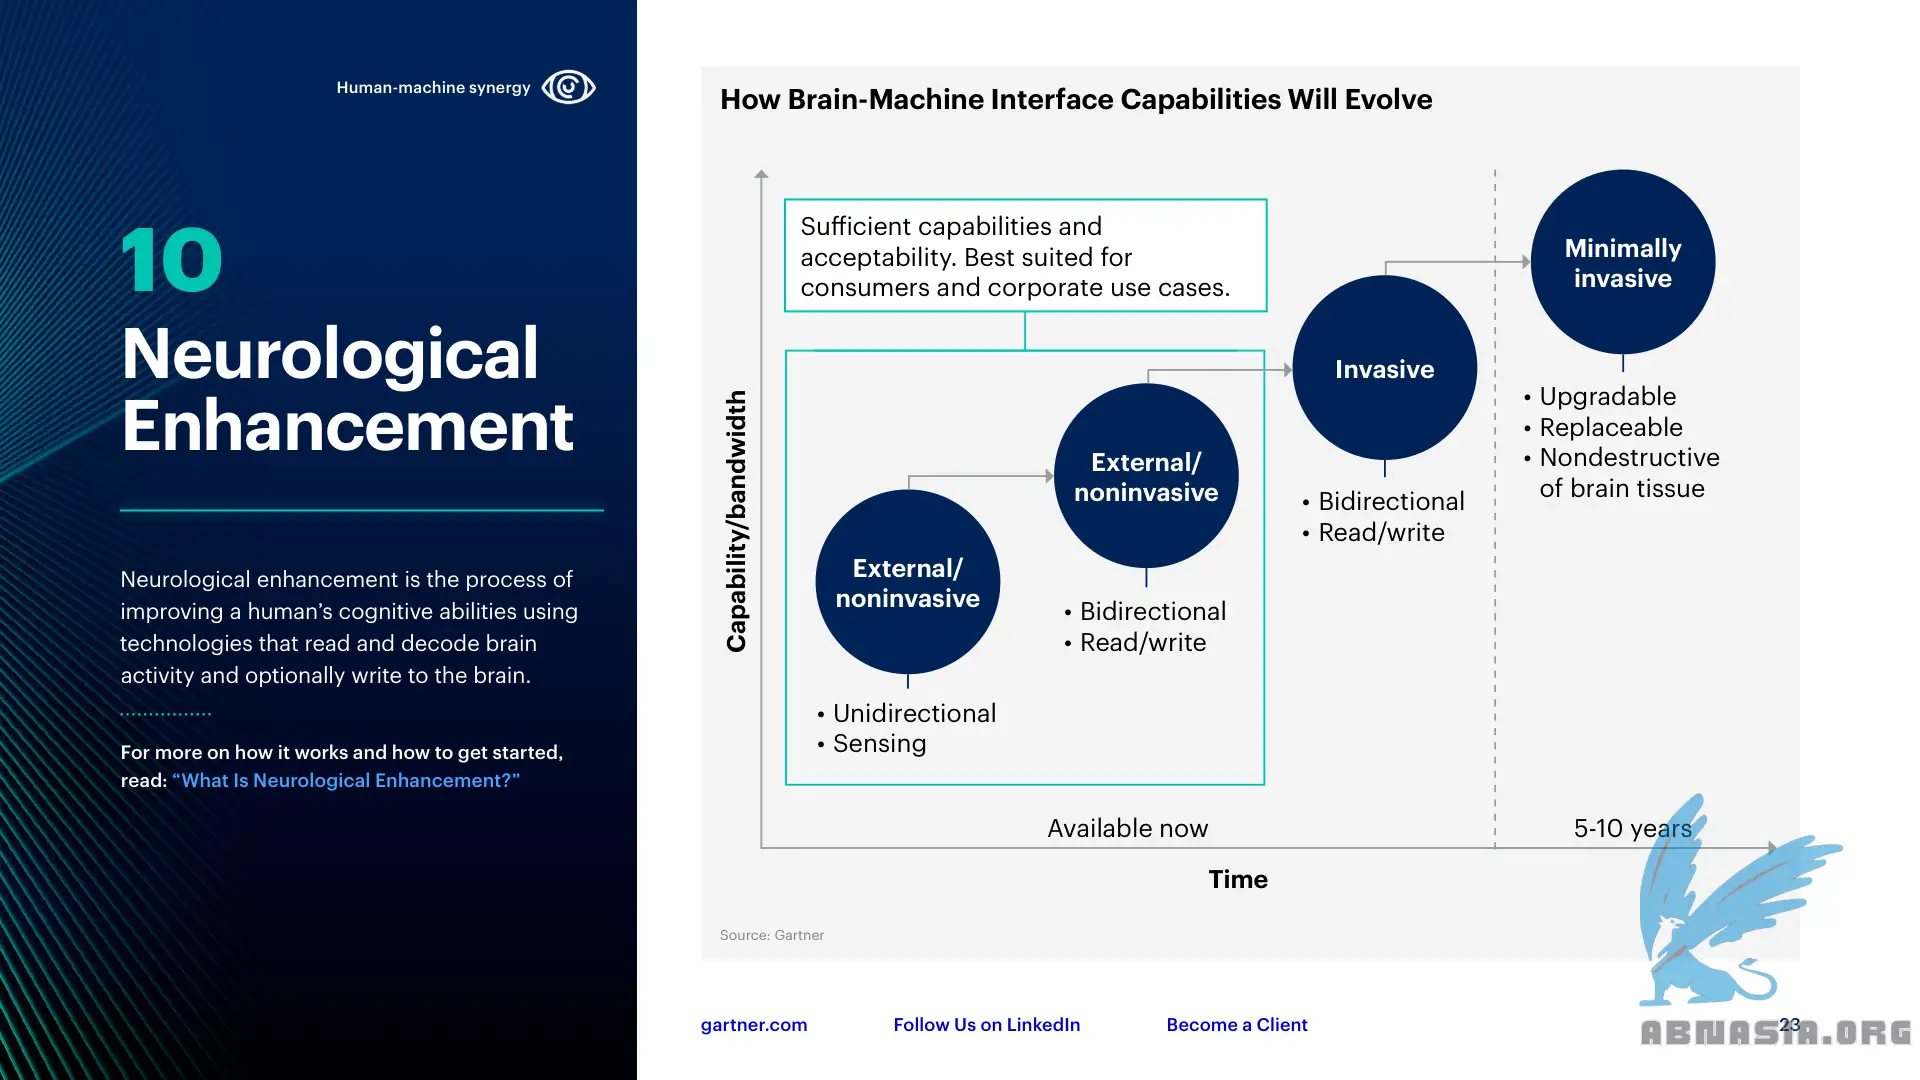 Human-machine synergy
10
Neurological
Enhancement
Neurological enhancement is the process of
improving a human’s cognitive abilities using
technologies that read and decode brain
activity and optionally write to the brain.
For more on how it works and how to get started,
read: “What Is Neurological Enhancement?”
How Brain-Machine Interface Capabilities Will Evolve
Capability/bandwidth
Sufficient capabilities and
acceptability. Best suited for
consumers and corporate use cases.
External/
noninvasive
• Unidirectional
• Sensing
External/
noninvasive
• Bidirectional
• Read/write
Invasive
• Bidirectional
• Read/write
Minimally
invasive
• Upgradable
• Replaceable
• Nondestructive
of brain tissue
Available now
5-10 years
Time
Source: Gartner
gartner.com
Follow Us on LinkedIn
Become a Client
23
ABNASIA.ORG